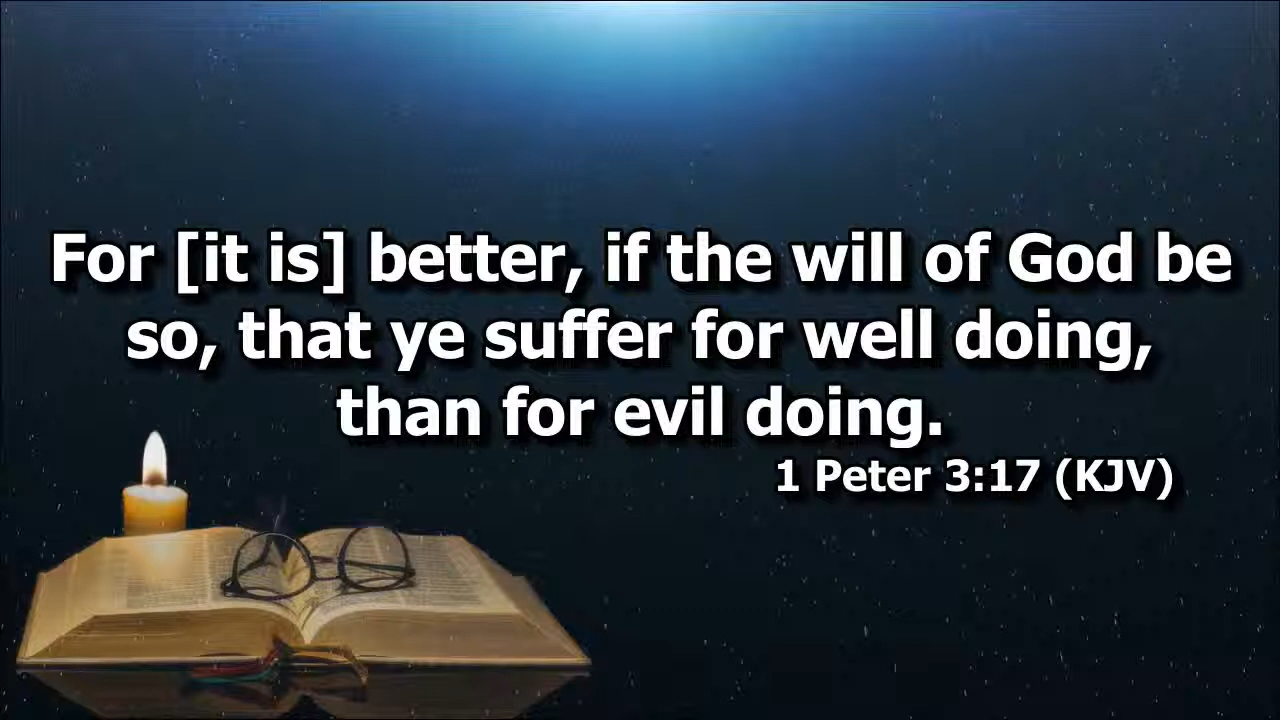 For [it is] better, if the will of God be
so, that ye suffer for well doing,
than for evil doing.
1 Peter 3:17 (KJV)